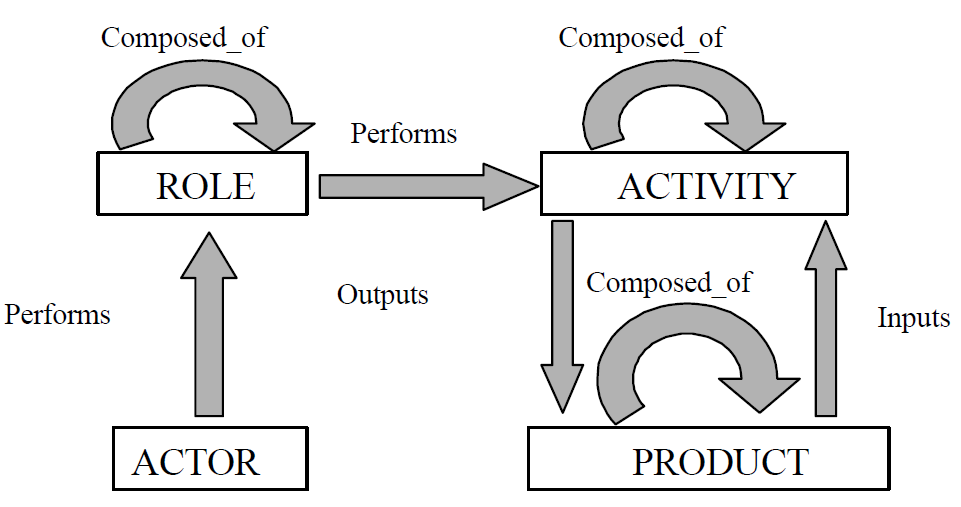 Composed_of
Composed_of
Performs
ROLE
ACTIVITY
Composed_of
Outputs
Performs
Inputs
ACTOR
PRODUCT